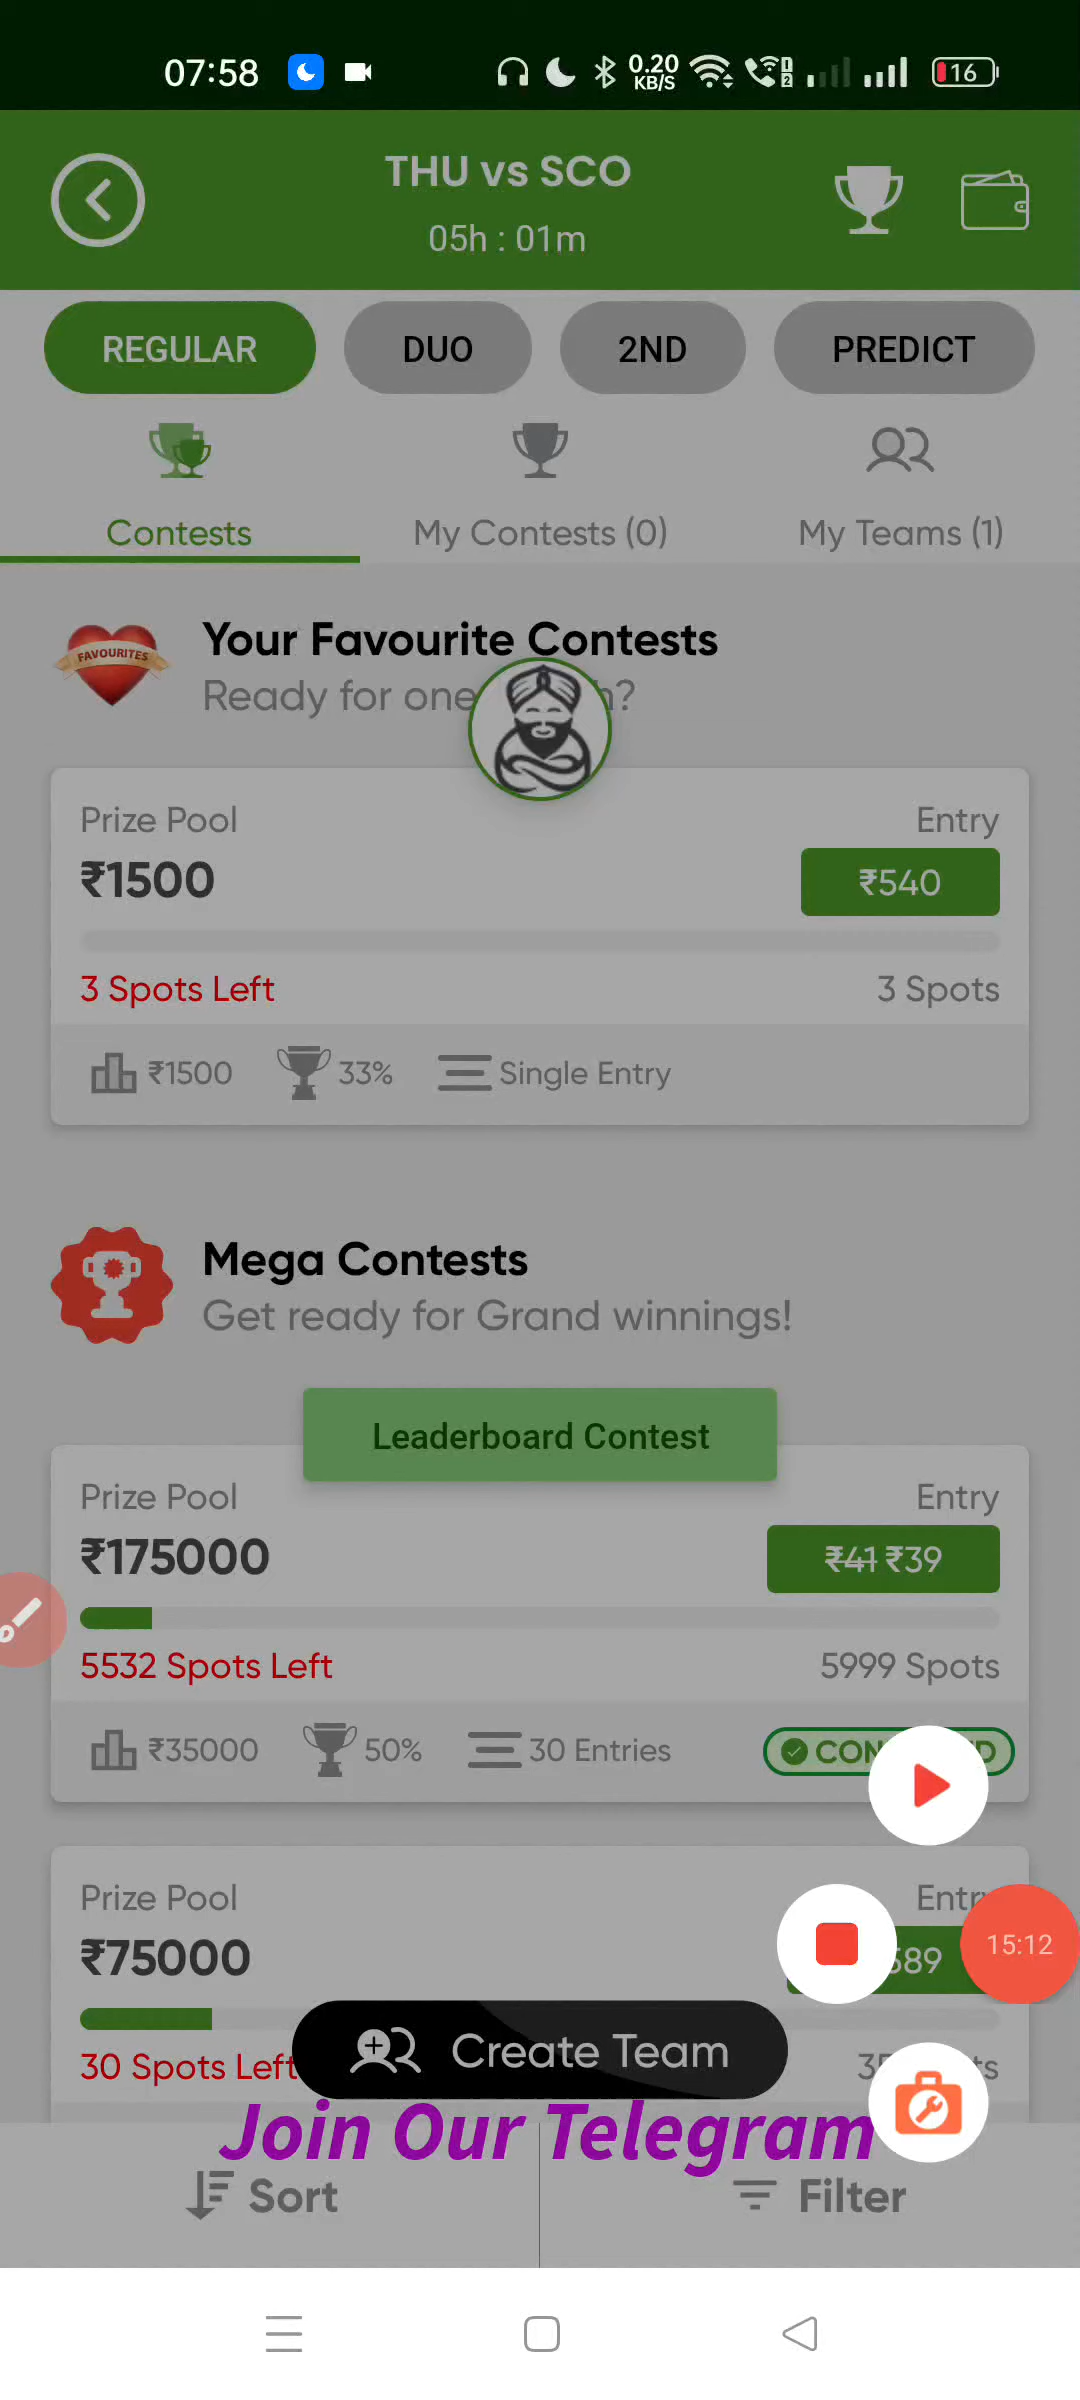 07:58
0.20
KB/S
1
2
16
THU vs SCO
05h : 01m
REGULAR
DUO
2ND
PREDICT
Contests
My Contests (0)
My Teams (1)
FAVOURITES
Your Favourite Contests
Ready for one
h?
Prize Pool
Entry
₹1500
₹540
3 Spots Left
3 Spots
₹1500
33%
Single Entry
Mega Contests
Get ready for Grand winnings!
Leaderboard Contest
Prize Pool
Entry
₹175000
₹41 ₹39
5532 Spots Left
5999 Spots
₹35000
50%
30 Entries
Prize Pool
₹75000
15:12
30 Spots Left
Create Team
Join Our Telegram
Sort
Filter